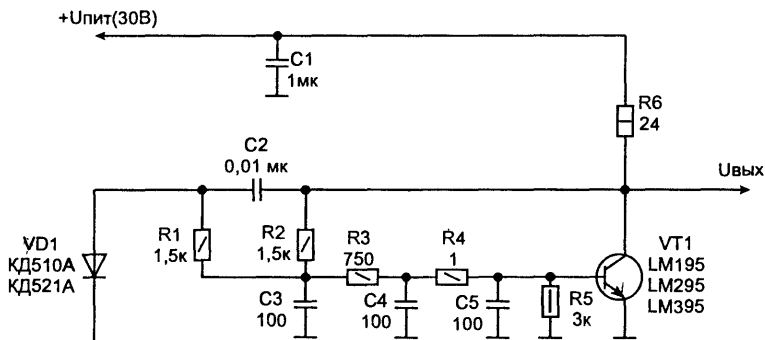 +Uпит(30В)
C1
1мк
R6
24
C2
0,01 мк
Uвых
VD1
КД510А
КД521А
R1
1,5к
R2
1,5к
R3
750
R4
1
VT1
LM195
LM295
LM395
C3
100
C4
100
C5
100
R5
3к